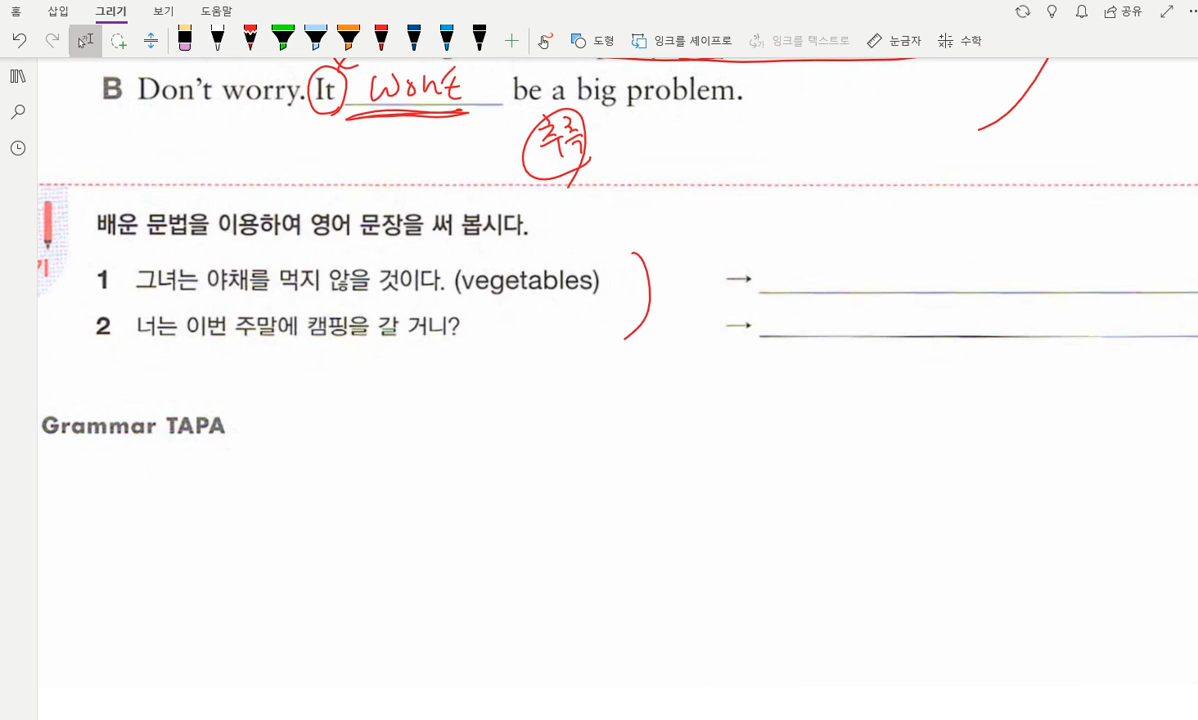 홈 삽입 그리기 보기 도움말
공유
도형 잉크를 셰이프로 잉크를 텍스트로 눈금자 수학
B Don't worry. It won't be a big problem.
추측
배운 문법을 이용하여 영어 문장을 써 봅시다.
기
1 그녀는 야채를 먹지 않을 것이다. (vegetables) →
2 너는 이번 주말에 캠핑을 갈 거니? →
Grammar TAPA